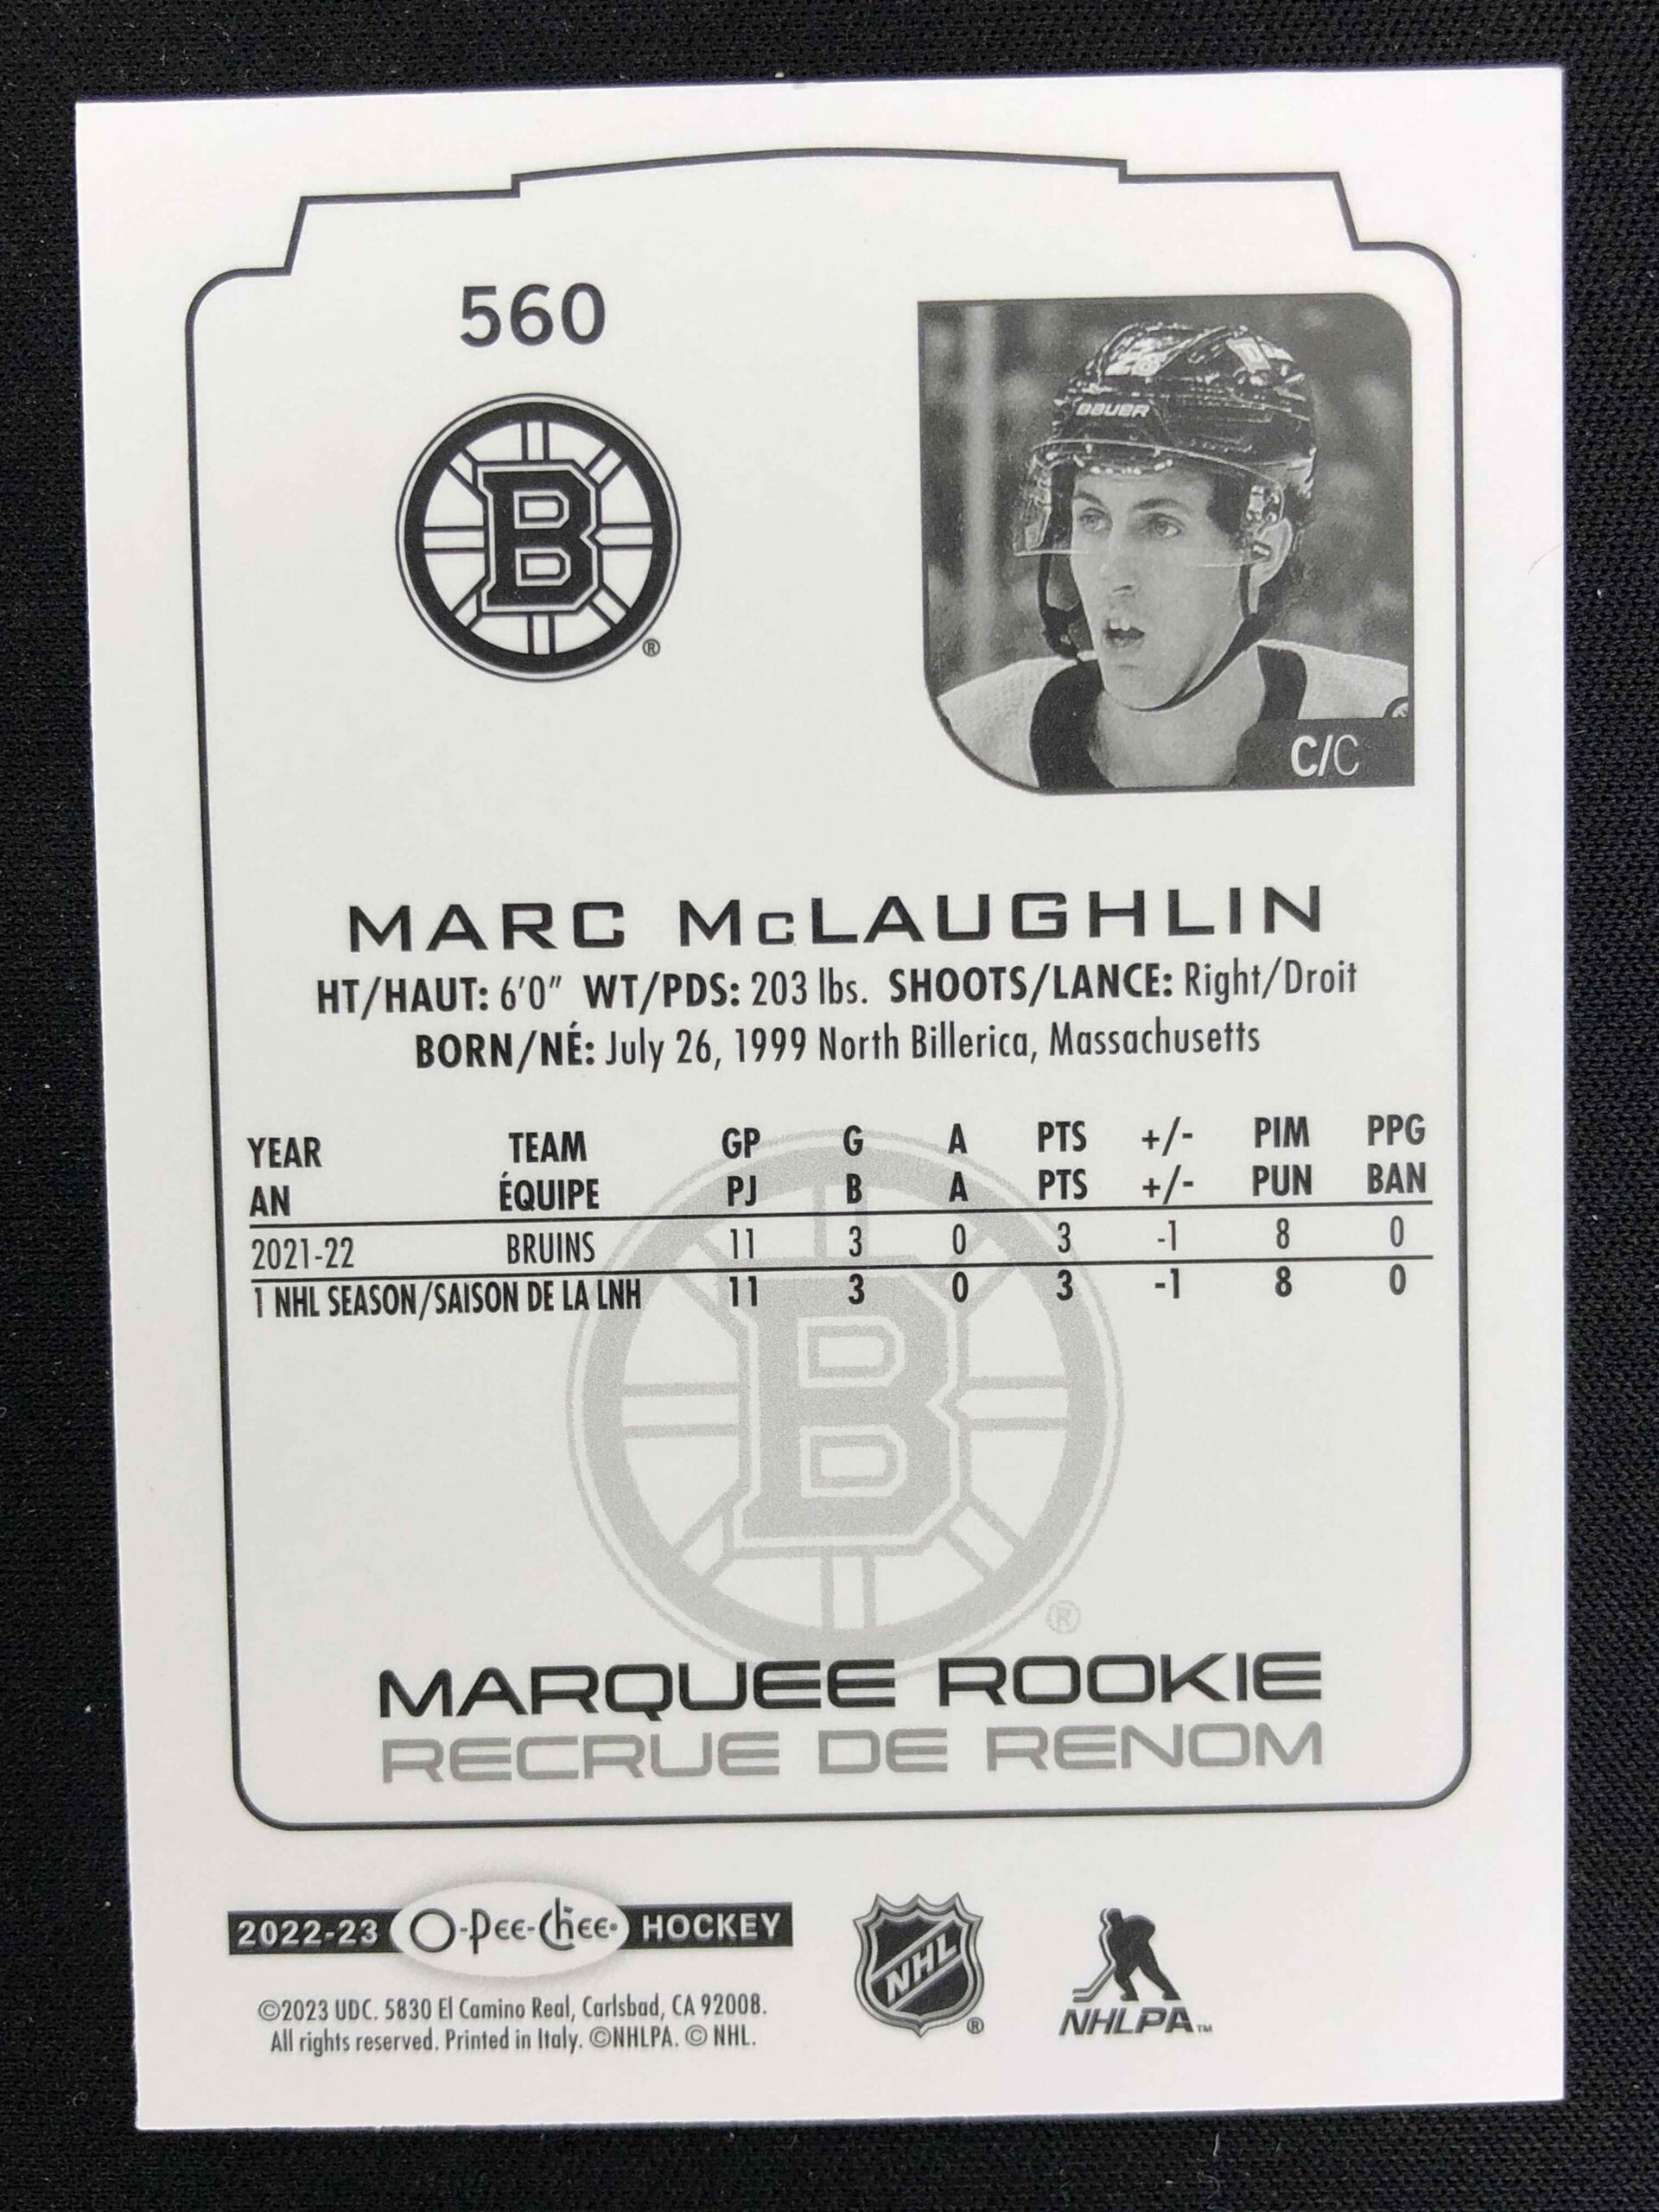 560
B
®
BAUER
C/C
MARC McLAUGHLIN
HT/HAUT: 6'0" WT/PDS: 203 lbs. SHOOTS/LANCE: Right/Droit
BORN/NÉ: July 26, 1999 North Billerica, Massachusetts
YEAR TEAM GP G A PTS +/- PIM PPG
AN ÉQUIPE PJ B A PTS +/- PUN BAN
2021-22 BRUINS 11 3 0 3 -1 8 0
1 NHL SEASON/SAISON DE LA LNH 11 3 0 3 -1 8 0
B
®
MARQUEE ROOKIE
RECRUE DE RENOM
2022-23 O-Pee-Chee HOCKEY
©2023 UDC. 5830 El Camino Real, Carlsbad, CA 92008.
All rights reserved. Printed in Italy. ©NHLPA. © NHL.
NHL ®
NHLPA™